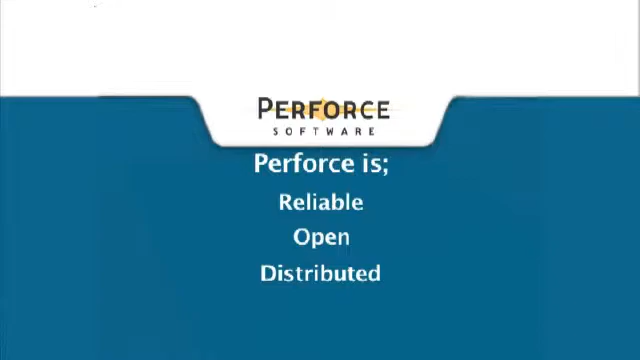 PERFORCE
SOFTWARE
Perforce is;
Reliable
Open
Distributed